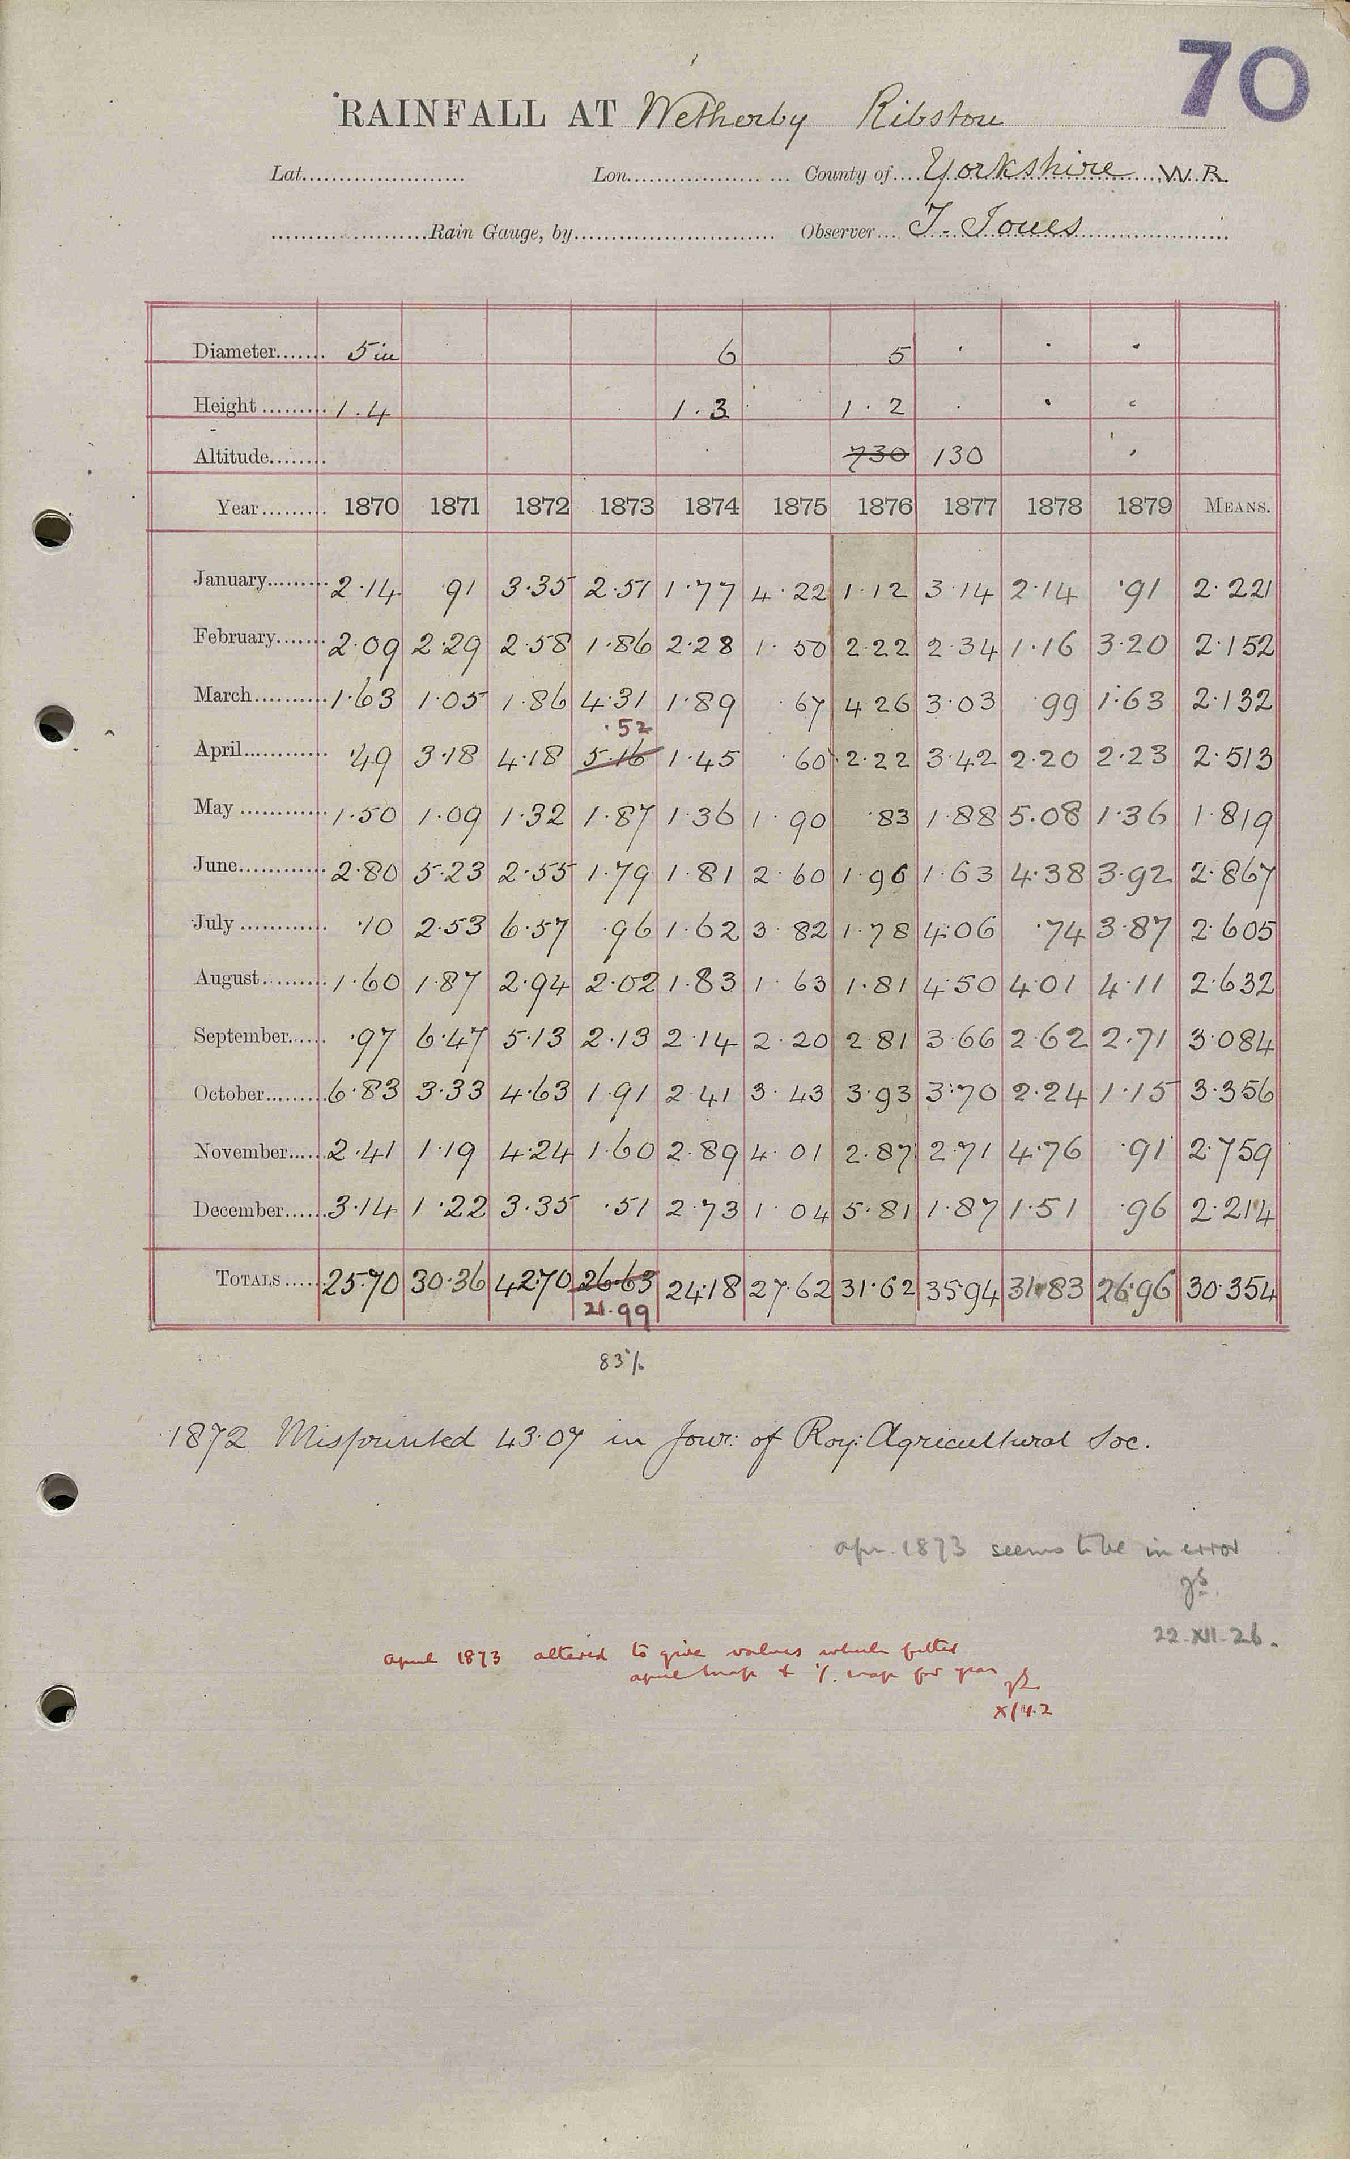 70
RAINFALL AT Wetherby Ribston
Lat. Lon. County of Yorkshire W.R.
Rain Gauge, by Observer T. Jones
Diameter 5 in 6 5 " " "
Height 1.4 1.3 1.2 " " "
Altitude 730 130 "
Year 1870 1871 1872 1873 1874 1875 1876 1877 1878 1879 MEANS.
January 2.14 .91 3.35 2.51 1.77 4.22 1.12 3.14 2.14 .91 2.221
February 2.09 2.29 2.58 1.86 2.28 1.50 2.22 2.34 1.16 3.20 2.152
March 1.63 1.05 1.86 4.31 1.89 .67 4.26 3.03 .99 1.63 2.132
.52
April .49 3.18 4.18 5.16 1.45 .60 2.22 3.42 2.20 2.23 2.513
May 1.50 1.09 1.32 1.87 1.36 1.90 .83 1.88 5.08 1.36 1.819
June 2.80 5.23 2.55 1.79 1.81 2.60 1.96 1.63 4.38 3.92 2.867
July .10 2.53 6.57 .96 1.62 3.82 1.78 4.06 .74 3.87 2.605
August 1.60 1.87 2.94 2.02 1.83 1.63 1.81 4.50 4.01 4.11 2.632
September .97 6.47 5.13 2.13 2.14 2.20 2.81 3.66 2.62 2.71 3.084
October 6.83 3.33 4.63 1.91 2.41 3.43 3.93 3.70 2.24 1.15 3.356
November 2.41 1.19 4.24 1.60 2.89 4.01 2.87 2.71 4.76 .91 2.759
December 3.14 1.22 3.35 .51 2.73 1.04 5.81 1.87 1.51 .96 2.214
TOTALS 25.70 30.36 42.70 26.63 24.18 27.62 31.62 35.94 31.83 26.96 30.354
21.99
83%
1872 Misprinted 43.07 in Jour: of Roy: Agricultural Soc.
apr. 1873 seems to be in error
22.XII.26.
april 1873 altered to give values which fitted
april map & % map for year